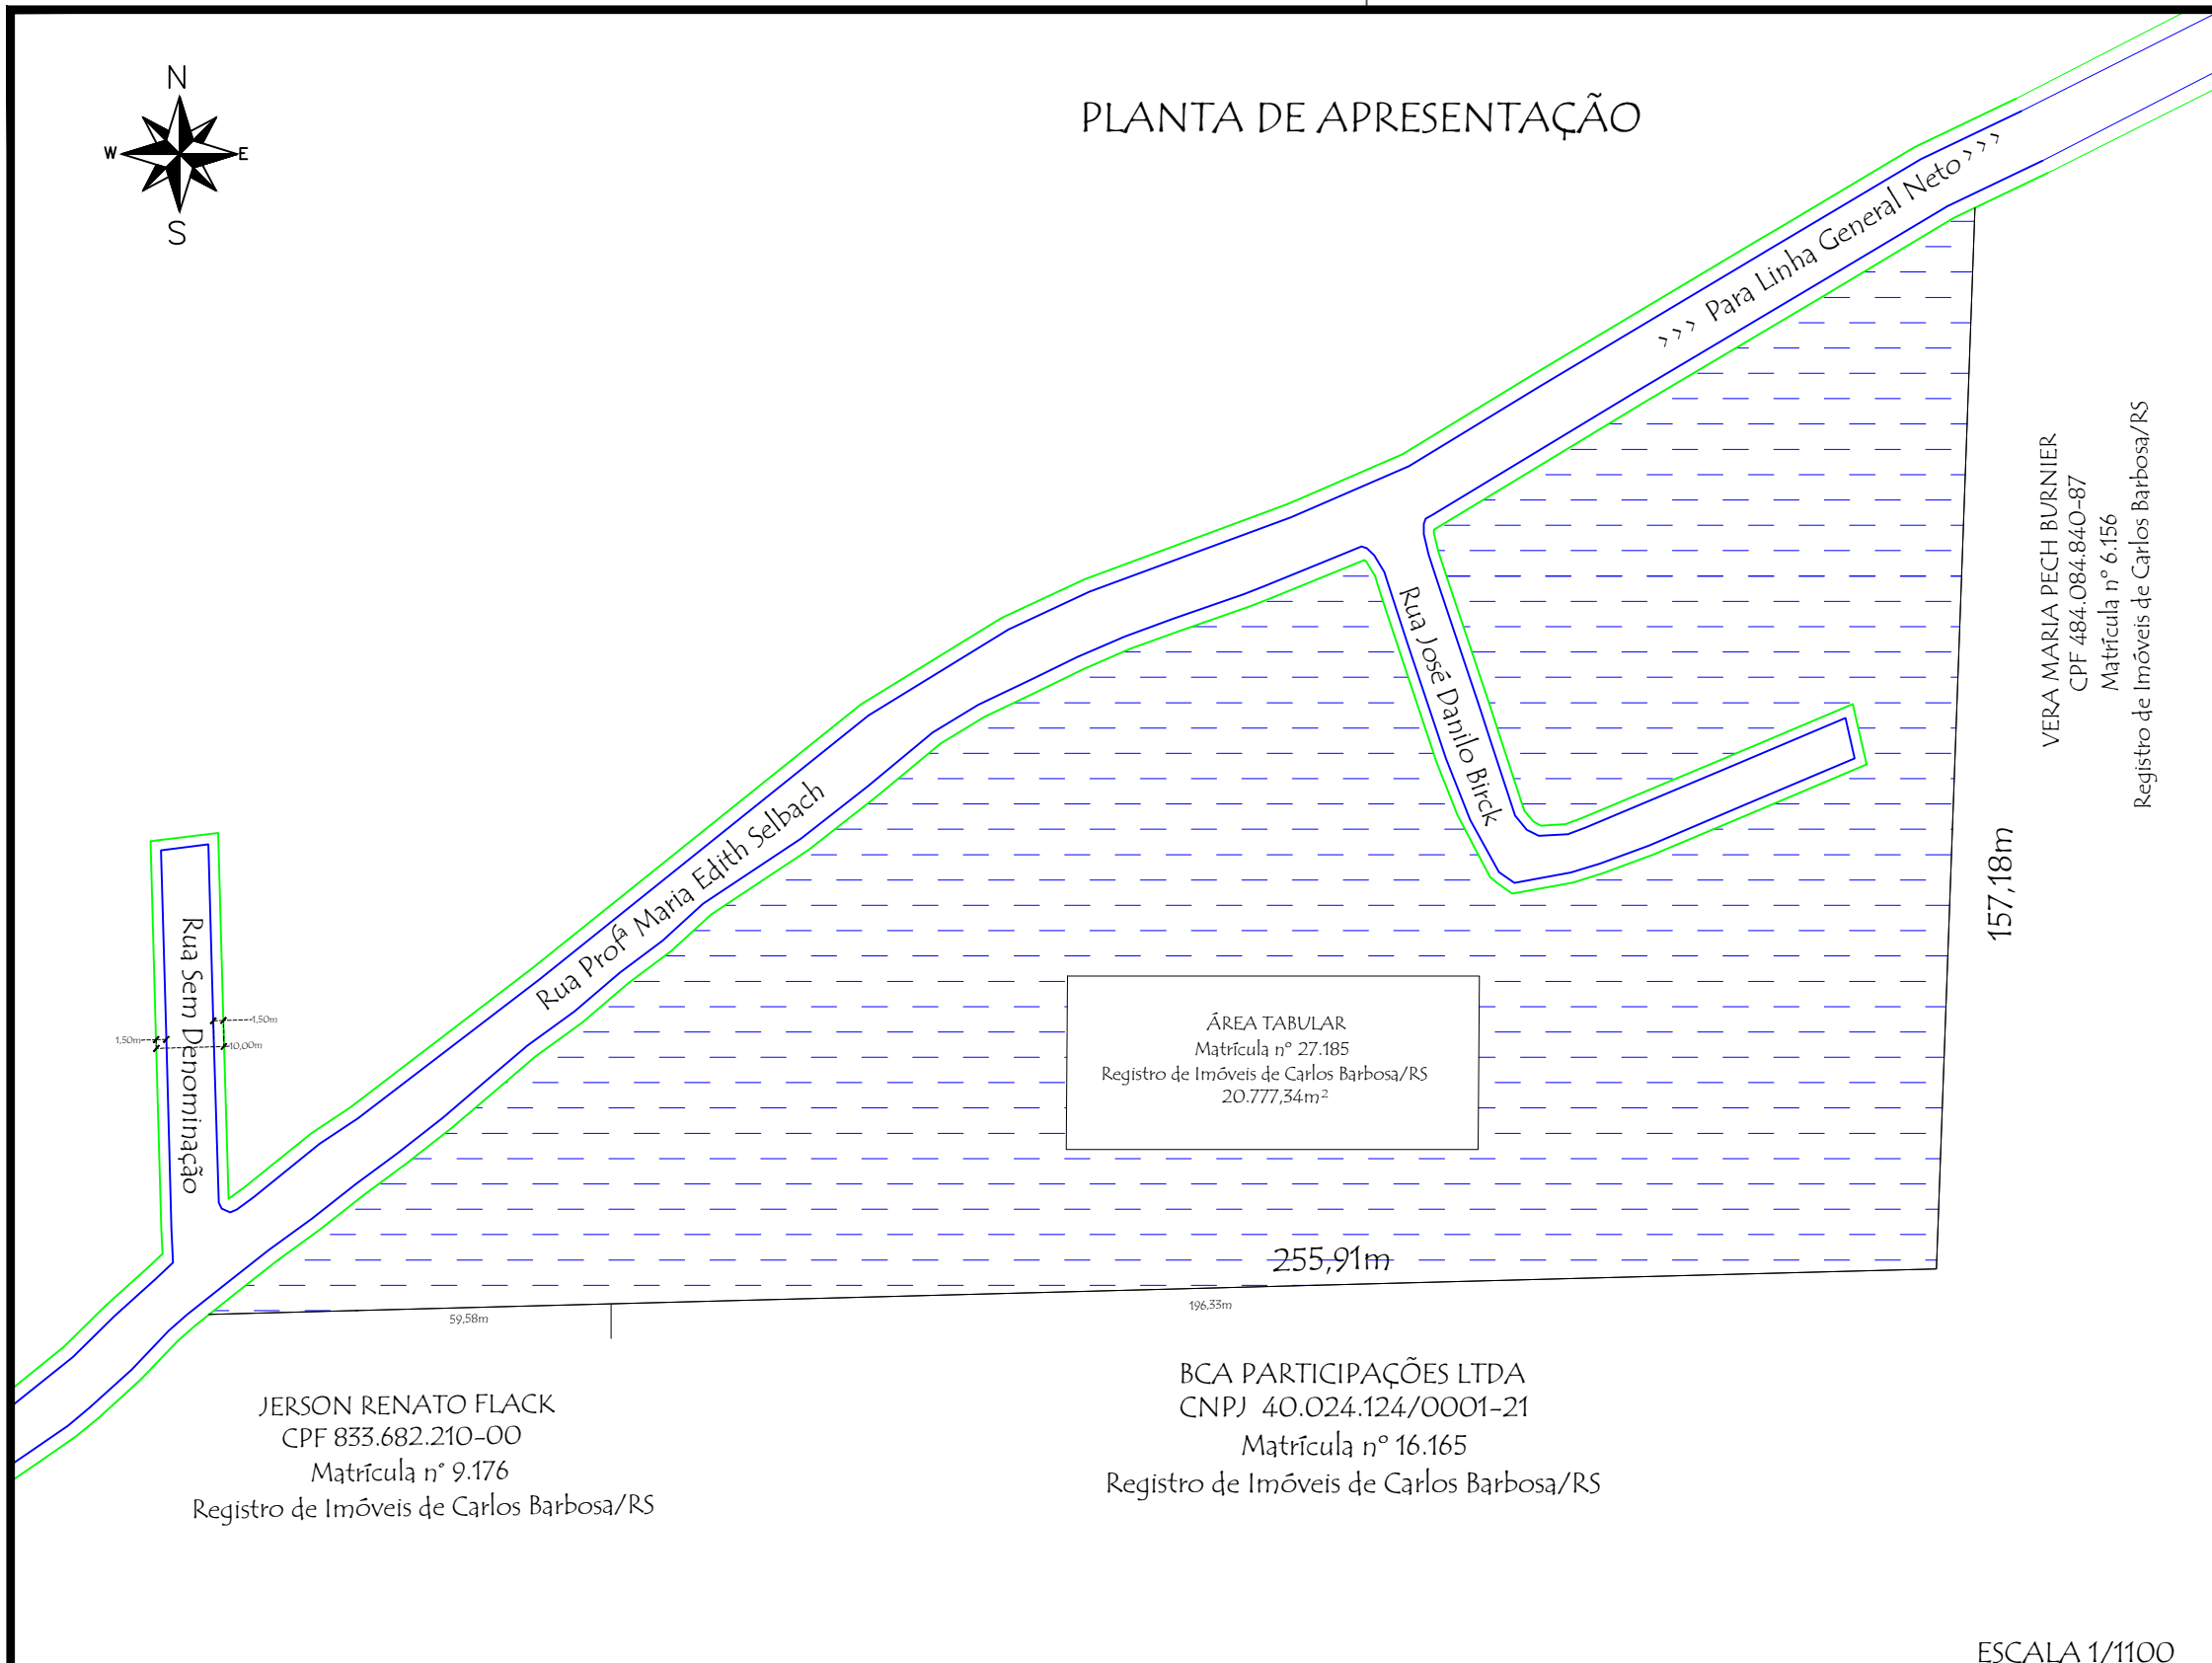 N
W
E
S
PLANTA DE APRESENTAÇÃO
>>> Para Linha General Neto >>>
VERA MARIA PECH BURNIER
CPF 484.084.840-87
Matrícula nº 6.156
Registro de Imóveis de Carlos Barbosa/RS
Rua José Danilo Birck
Rua Profª Maria Edith Selbach
157,18m
Rua Sem Denominação
1,50m
1,50m
10,00m
ÁREA TABULAR
Matrícula nº 27.185
Registro de Imóveis de Carlos Barbosa/RS
20.777,34m²
255,91m
59,58m
196,33m
JERSON RENATO FLACK
CPF 833.682.210-00
Matrícula n° 9.176
Registro de Imóveis de Carlos Barbosa/RS
BCA PARTICIPAÇÕES LTDA
CNPJ 40.024.124/0001-21
Matrícula nº 16.165
Registro de Imóveis de Carlos Barbosa/RS
ESCALA 1/1100